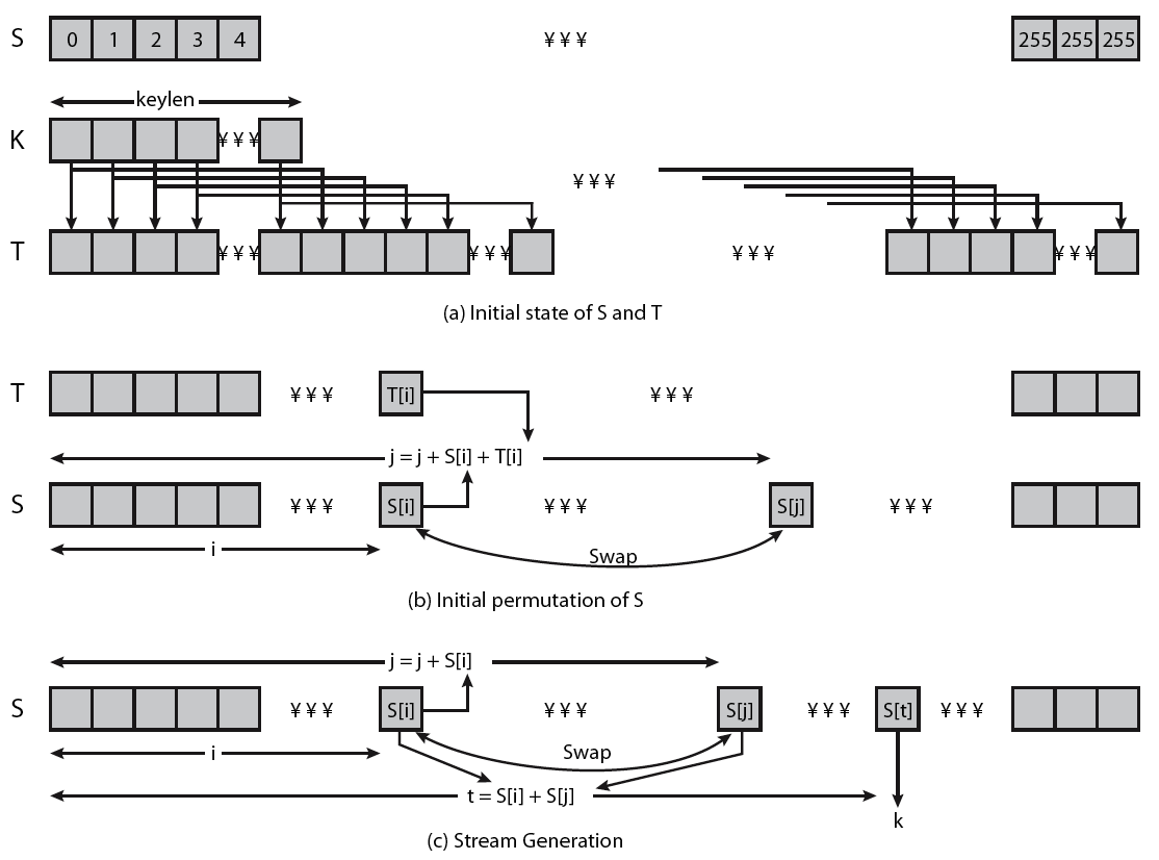 S 0 1 2 3 4 ¥ ¥ ¥ 255 255 255
keylen
K ¥ ¥ ¥
¥ ¥ ¥
T ¥ ¥ ¥ ¥ ¥ ¥ ¥ ¥ ¥ ¥ ¥ ¥
(a) Initial state of S and T
T ¥ ¥ ¥ T[i] ¥ ¥ ¥
j = j + S[i] + T[i]
S ¥ ¥ ¥ S[i] ¥ ¥ ¥ S[j] ¥ ¥ ¥
i
Swap
(b) Initial permutation of S
j = j + S[i]
S ¥ ¥ ¥ S[i] ¥ ¥ ¥ S[j] ¥ ¥ ¥ S[t] ¥ ¥ ¥
i
Swap
t = S[i] + S[j]
k
(c) Stream Generation